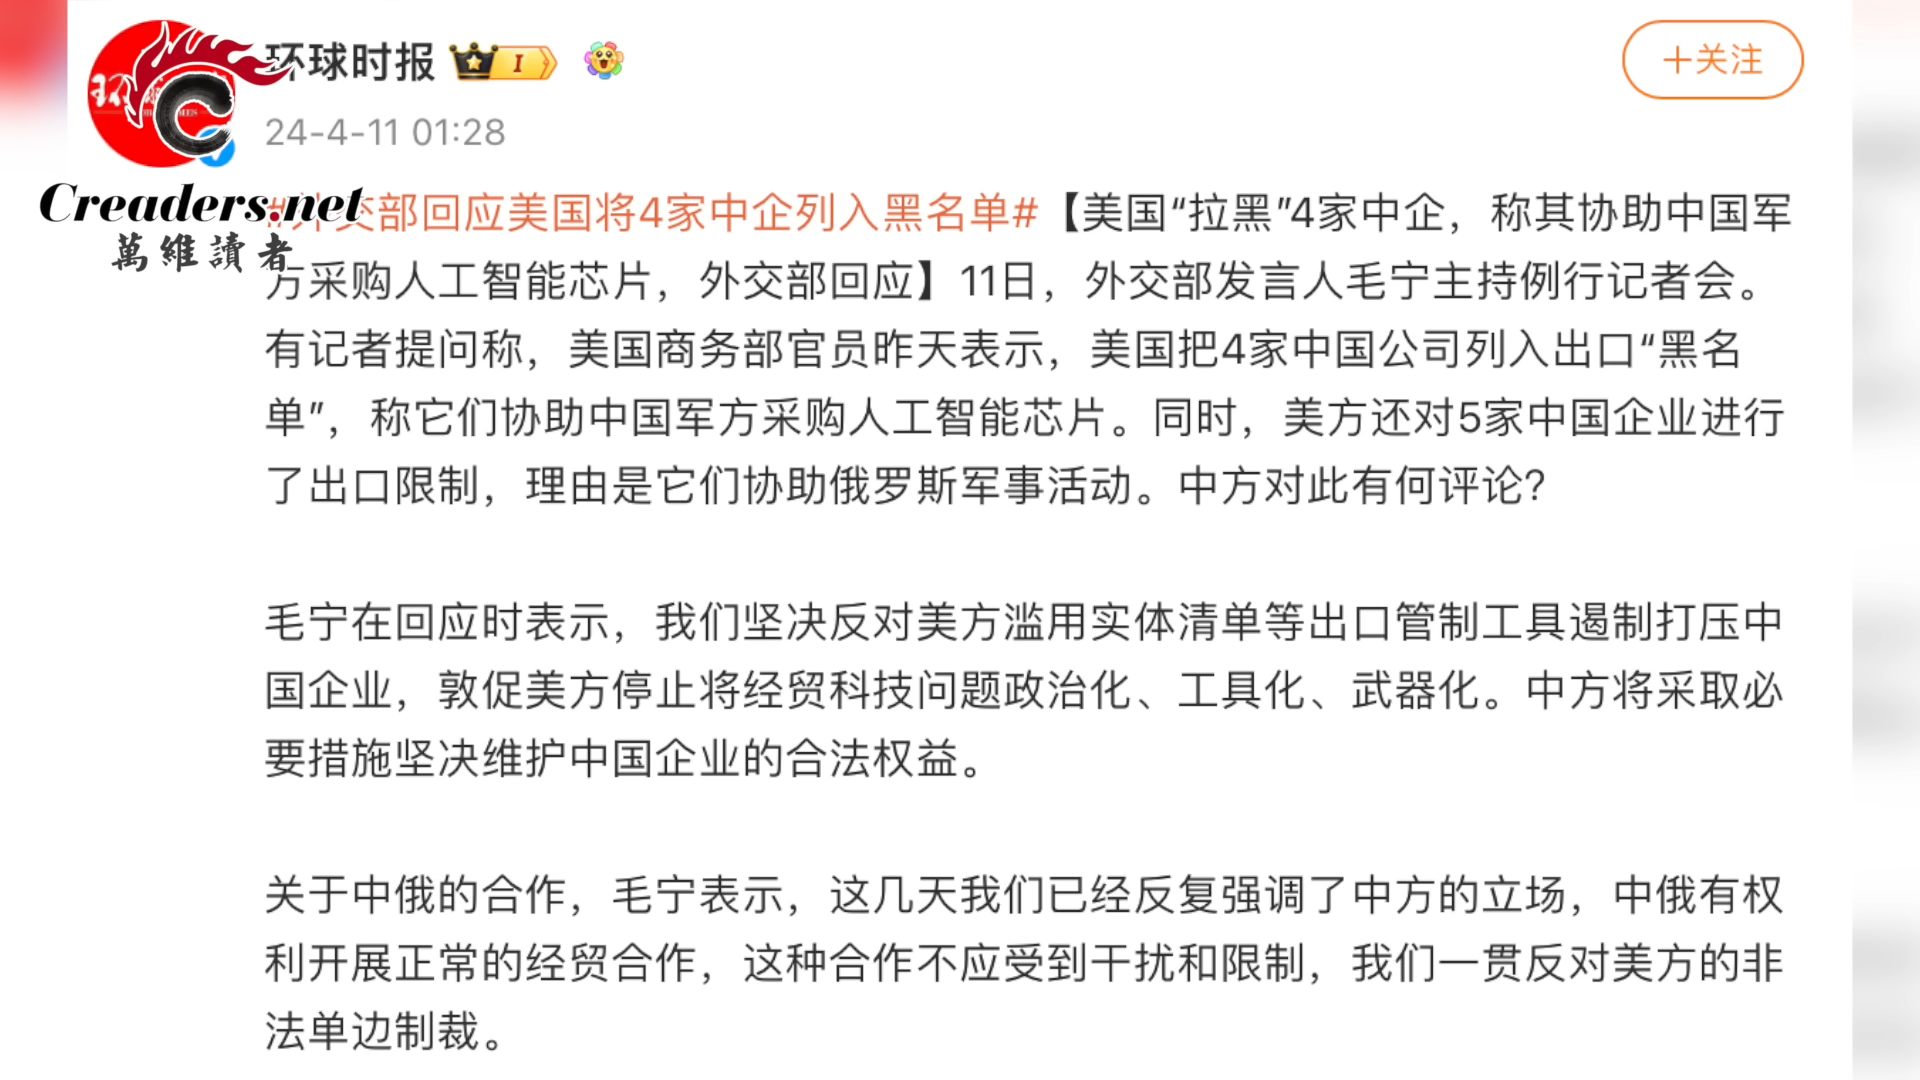 环球时报
I
+关注
24-4-11 01:28
Creaders.net
萬維讀者
#外交部回应美国将4家中企列入黑名单#【美国“拉黑”4家中企，称其协助中国军
方采购人工智能芯片，外交部回应】11日，外交部发言人毛宁主持例行记者会。
有记者提问称，美国商务部官员昨天表示，美国把4家中国公司列入出口“黑名
单”，称它们协助中国军方采购人工智能芯片。同时，美方还对5家中国企业进行
了出口限制，理由是它们协助俄罗斯军事活动。中方对此有何评论？
毛宁在回应时表示，我们坚决反对美方滥用实体清单等出口管制工具遏制打压中
国企业，敦促美方停止将经贸科技问题政治化、工具化、武器化。中方将采取必
要措施坚决维护中国企业的合法权益。
关于中俄的合作，毛宁表示，这几天我们已经反复强调了中方的立场，中俄有权
利开展正常的经贸合作，这种合作不应受到干扰和限制，我们一贯反对美方的非
法单边制裁。